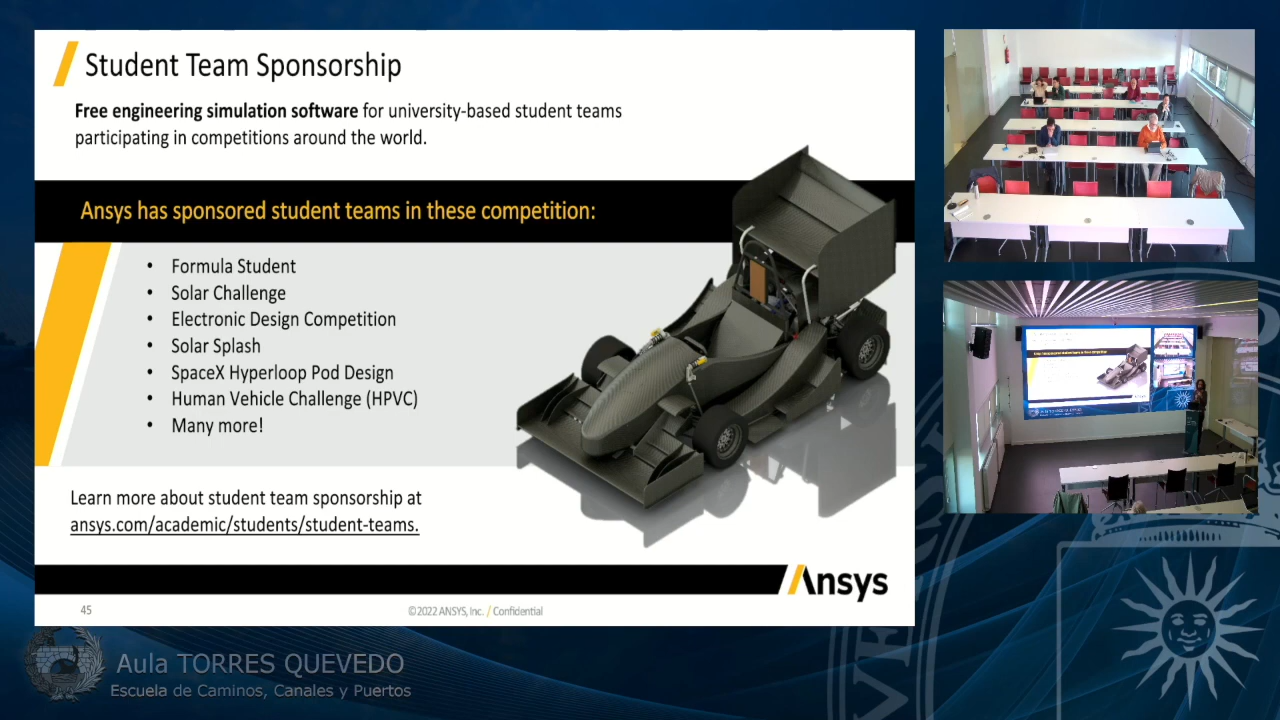 Student Team Sponsorship
Free engineering simulation software for university-based student teams
participating in competitions around the world.
Ansys has sponsored student teams in these competition:
• Formula Student
• Solar Challenge
• Electronic Design Competition
• Solar Splash
• SpaceX Hyperloop Pod Design
• Human Vehicle Challenge (HPVC)
• Many more!
Learn more about student team sponsorship at
ansys.com/academic/students/student-teams.
Ansys
45
©2022 ANSYS, Inc. / Confidential
Aula TORRES QUEVEDO
Escuela de Caminos, Canales y Puertos